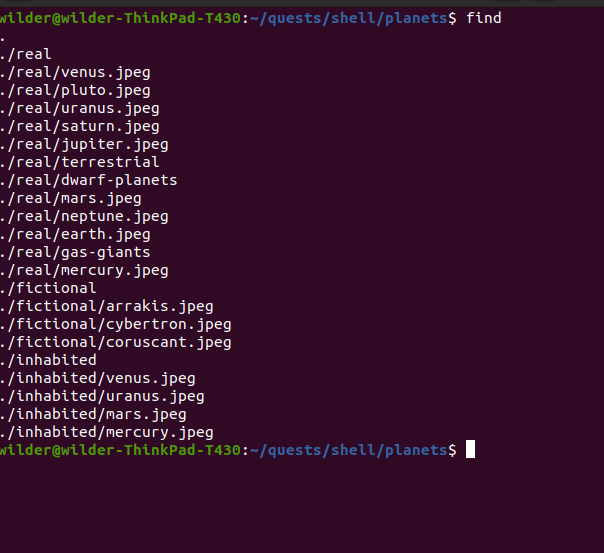 wilder@wilder-ThinkPad-T430:~/quests/shell/planets$ find
.
./real
./real/venus.jpeg
./real/pluto.jpeg
./real/uranus.jpeg
./real/saturn.jpeg
./real/jupiter.jpeg
./real/terrestrial
./real/dwarf-planets
./real/mars.jpeg
./real/neptune.jpeg
./real/earth.jpeg
./real/gas-giants
./real/mercury.jpeg
./fictional
./fictional/arrakis.jpeg
./fictional/cybertron.jpeg
./fictional/coruscant.jpeg
./inhabited
./inhabited/venus.jpeg
./inhabited/uranus.jpeg
./inhabited/mars.jpeg
./inhabited/mercury.jpeg
wilder@wilder-ThinkPad-T430:~/quests/shell/planets$